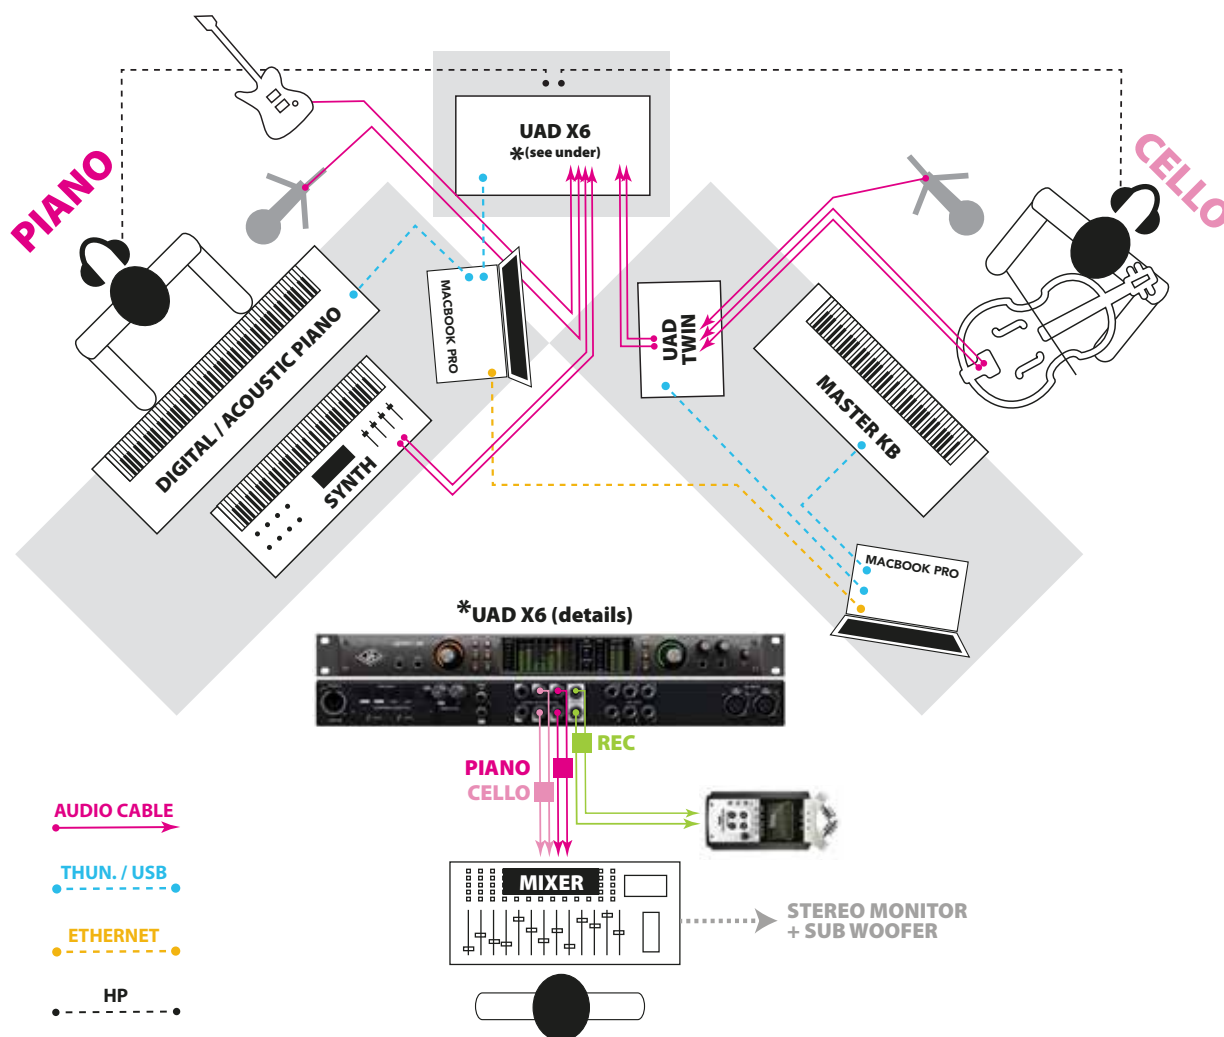 UAD X6
*(see under)
PIANO
CELLO
MACBOOK PRO
UAD
TWIN
DIGITAL / ACOUSTIC PIANO
SYNTH
MASTER KB
MACBOOK PRO
*UAD X6 (details)
REC
PIANO
CELLO
AUDIO CABLE
THUN. / USB
ETHERNET
HP
MIXER
STEREO MONITOR
+ SUB WOOFER